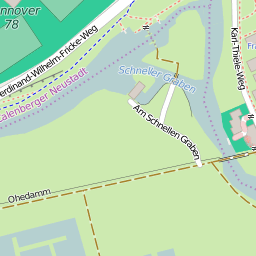 nnover
78
Ferdinand-Wilhelm-Fricke-Weg
Calenberger Neustadt
Schneller Graben
Am Schnellen Graben
Karl-Thiele-Weg
Ohedamm